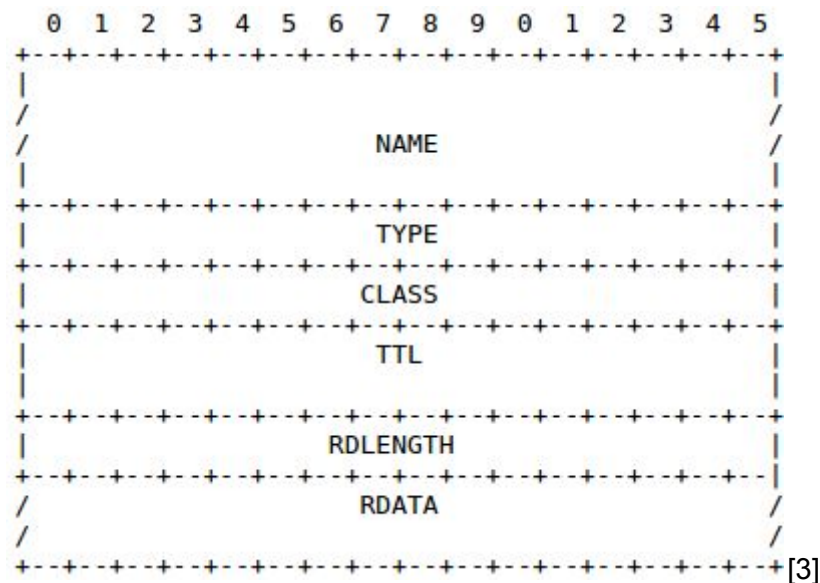 0 1 2 3 4 5 6 7 8 9 0 1 2 3 4 5
+--+--+--+--+--+--+--+--+--+--+--+--+--+--+--+--+
| |
/ /
/ NAME /
| |
+--+--+--+--+--+--+--+--+--+--+--+--+--+--+--+--+
| TYPE |
+--+--+--+--+--+--+--+--+--+--+--+--+--+--+--+--+
| CLASS |
+--+--+--+--+--+--+--+--+--+--+--+--+--+--+--+--+
| TTL |
| |
+--+--+--+--+--+--+--+--+--+--+--+--+--+--+--+--+
| RDLENGTH |
+--+--+--+--+--+--+--+--+--+--+--+--+--+--+--+--|
/ RDATA /
/ /
+--+--+--+--+--+--+--+--+--+--+--+--+--+--+--+--+ [3]